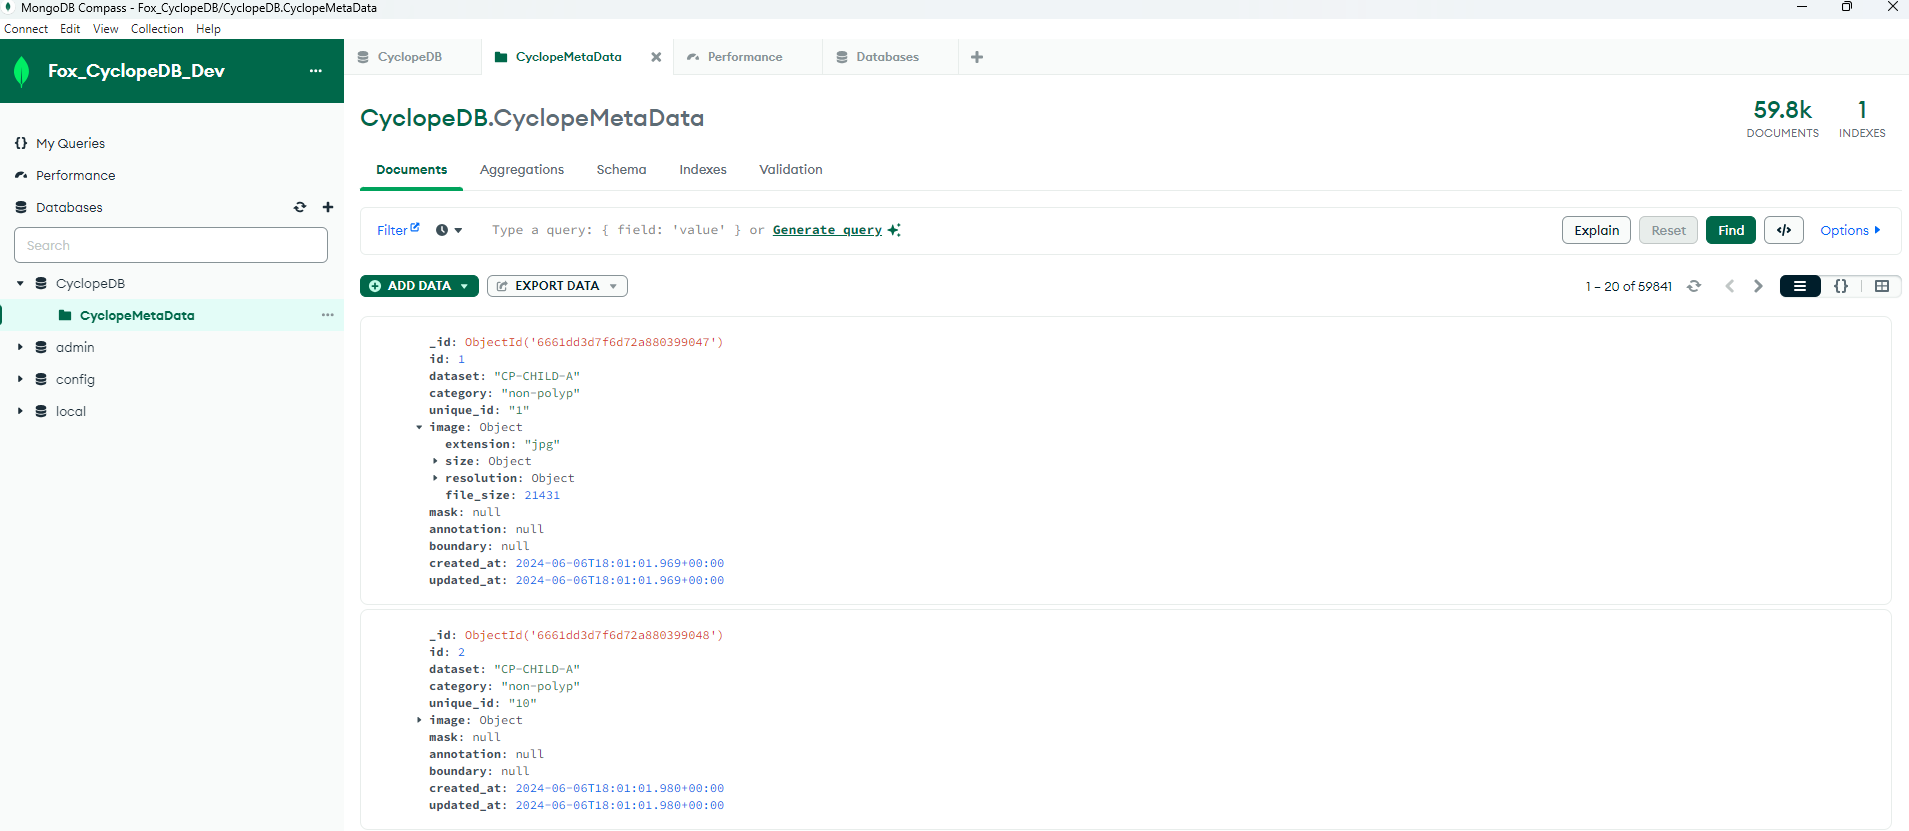 MongoDB Compass - Fox_CyclopeDB/CyclopeDB.CyclopeMetaData
Connect Edit View Collection Help
Fox_CyclopeDB_Dev
My Queries
Performance
Databases
Search
CyclopeDB
CyclopeMetaData
admin
config
local
CyclopeDB CyclopeMetaData Performance Databases
CyclopeDB.CyclopeMetaData
59.8k 1
DOCUMENTS INDEXES
Documents Aggregations Schema Indexes Validation
Filter Type a query: { field: 'value' } or Generate query Explain Reset Find </> Options
ADD DATA EXPORT DATA 1 – 20 of 59841 {}
_id: ObjectId('6661dd3d7f6d72a880399047')
id: 1
dataset: "CP-CHILD-A"
category: "non-polyp"
unique_id: "1"
image: Object
extension: "jpg"
size: Object
resolution: Object
file_size: 21431
mask: null
annotation: null
boundary: null
created_at: 2024-06-06T18:01:01.969+00:00
updated_at: 2024-06-06T18:01:01.969+00:00
_id: ObjectId('6661dd3d7f6d72a880399048')
id: 2
dataset: "CP-CHILD-A"
category: "non-polyp"
unique_id: "10"
image: Object
mask: null
annotation: null
boundary: null
created_at: 2024-06-06T18:01:01.980+00:00
updated_at: 2024-06-06T18:01:01.980+00:00